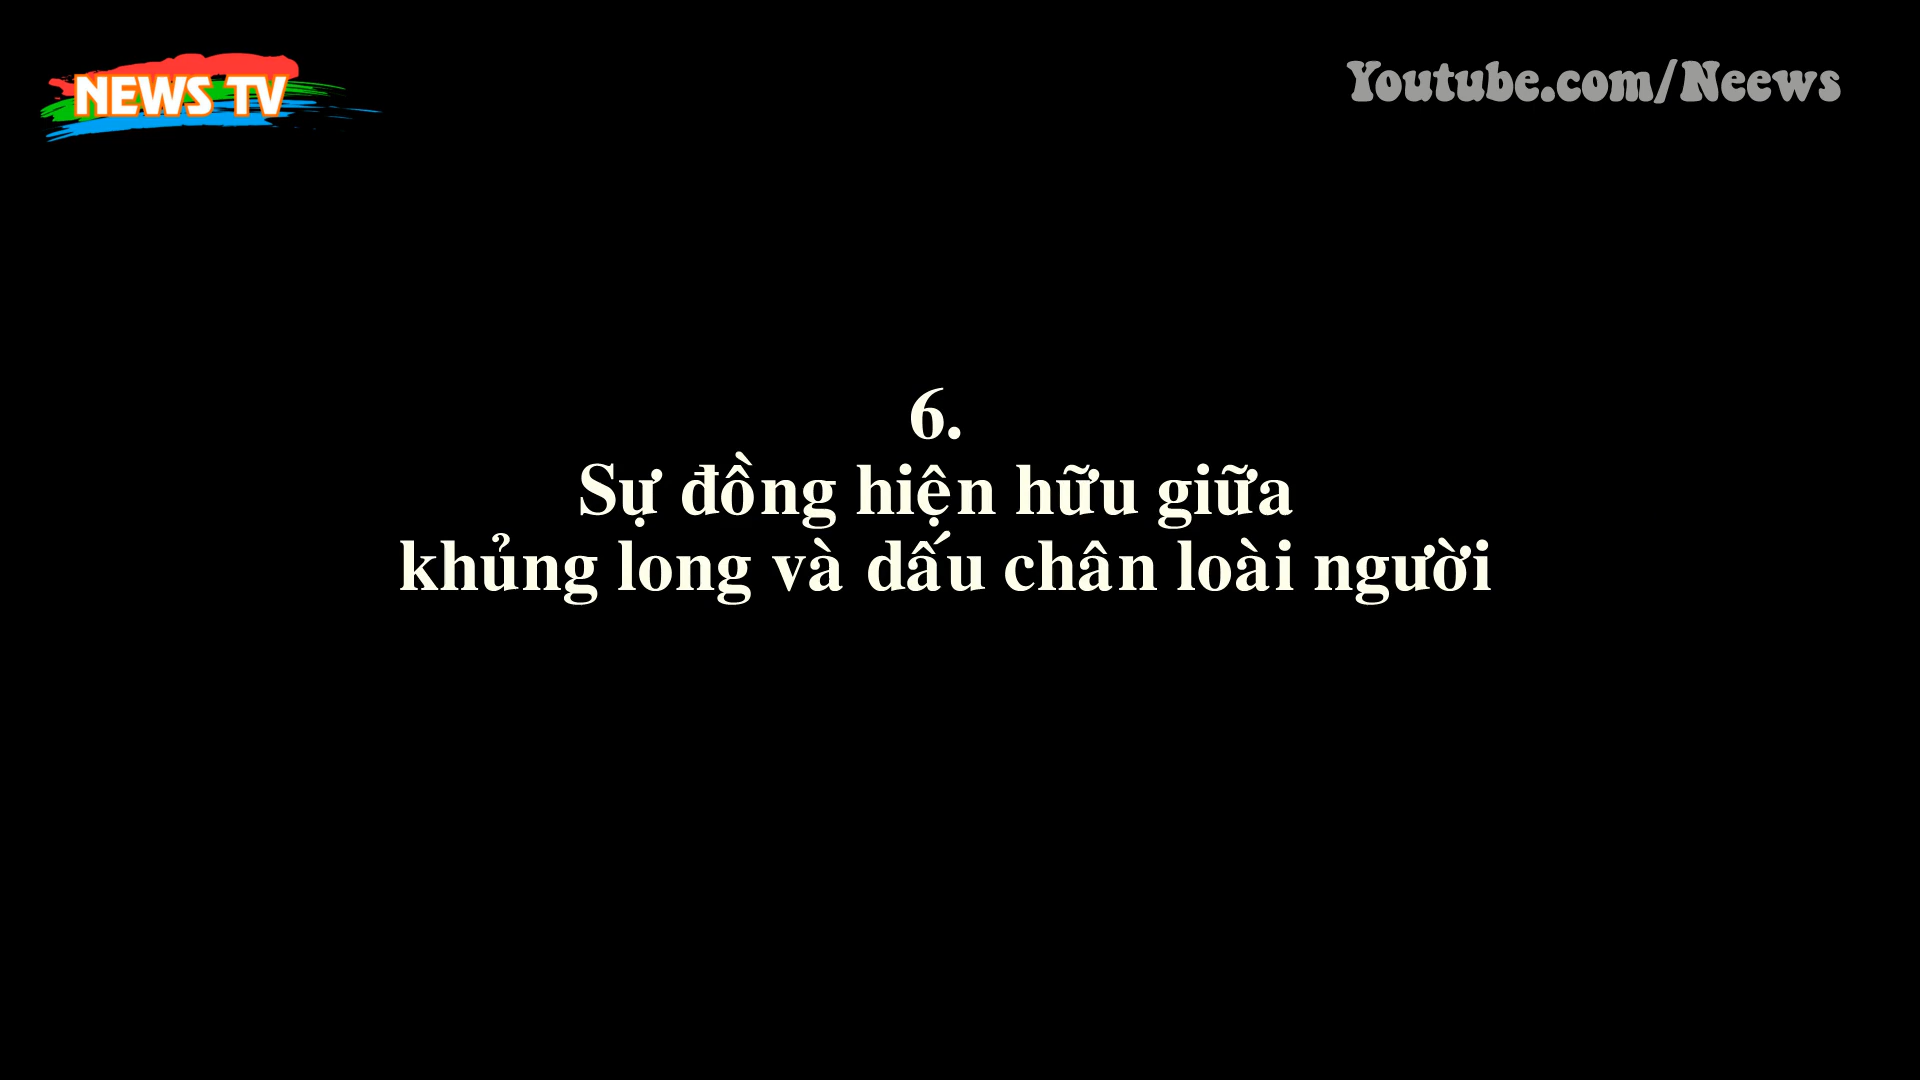 NEWS TV
Youtube.com/Neews
6.
Sự đồng hiện hữu giữa
khủng long và dấu chân loài người